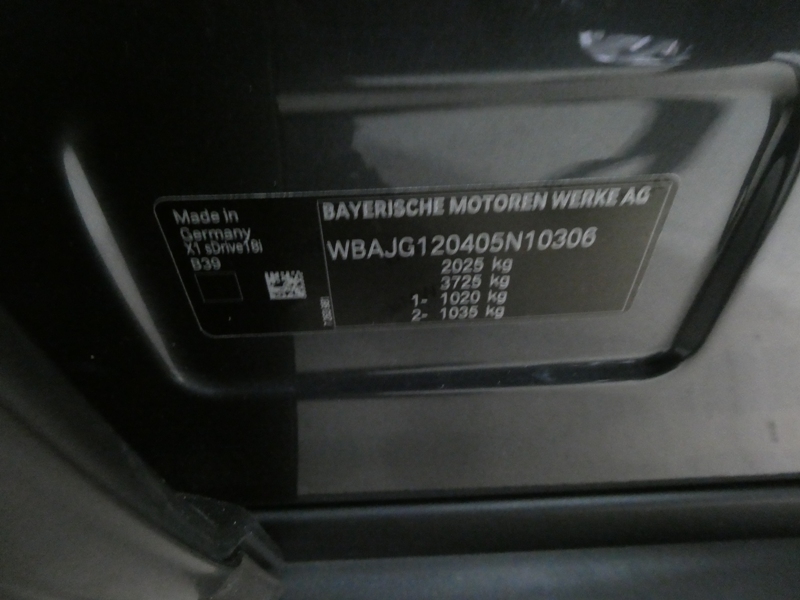 Made in
Germany
X1 sDrive18i
B39
BAYERISCHE MOTOREN WERKE AG
WBAJG120405N10306
2025 kg
3725 kg
1- 1020 kg
2- 1035 kg